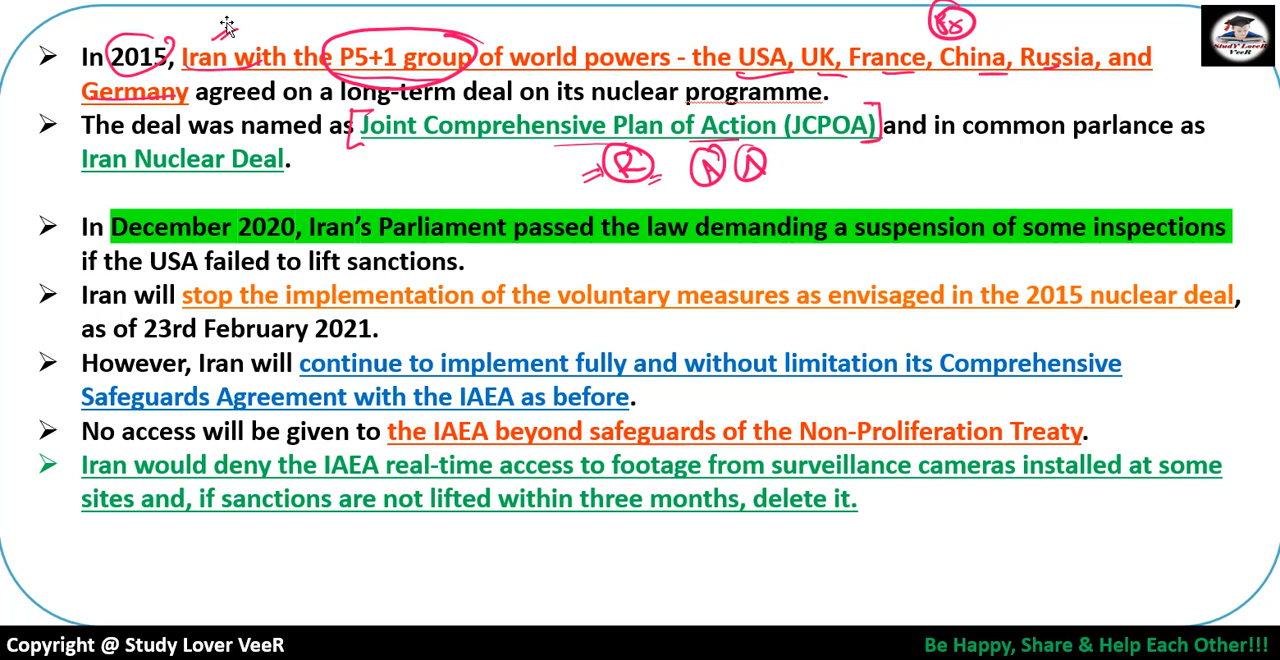 ➢ In 2015, Iran with the P5+1 group of world powers - the USA, UK, France, China, Russia, and
Germany agreed on a long-term deal on its nuclear programme.
➢ The deal was named as Joint Comprehensive Plan of Action (JCPOA) and in common parlance as
Iran Nuclear Deal.
R A A
➢ In December 2020, Iran's Parliament passed the law demanding a suspension of some inspections
if the USA failed to lift sanctions.
➢ Iran will stop the implementation of the voluntary measures as envisaged in the 2015 nuclear deal,
as of 23rd February 2021.
➢ However, Iran will continue to implement fully and without limitation its Comprehensive
Safeguards Agreement with the IAEA as before.
➢ No access will be given to the IAEA beyond safeguards of the Non-Proliferation Treaty.
➢ Iran would deny the IAEA real-time access to footage from surveillance cameras installed at some
sites and, if sanctions are not lifted within three months, delete it.
StudY LoveR
VeeR
Copyright @ Study Lover VeeR
Be Happy, Share & Help Each Other!!!